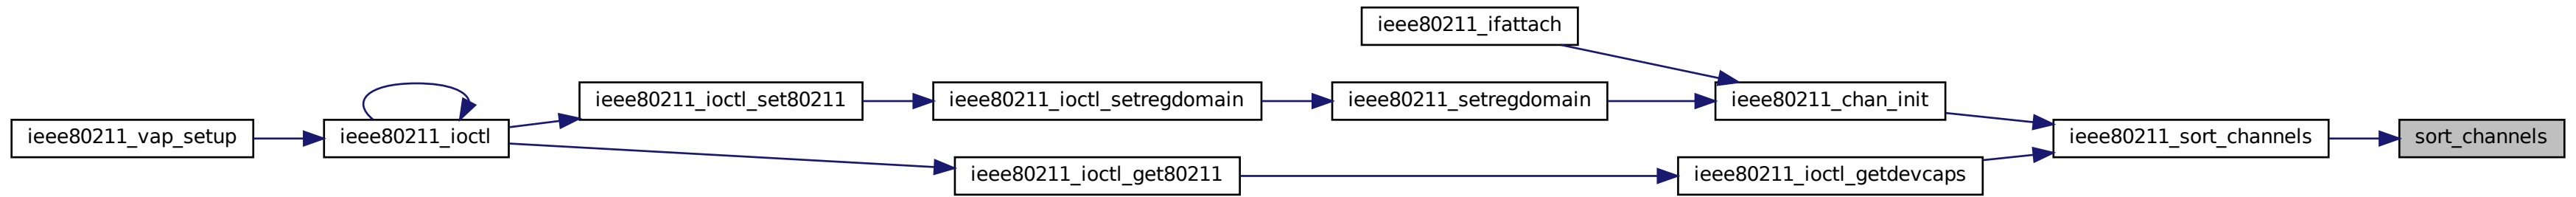 ieee80211_ifattach
ieee80211_ioctl_set80211
ieee80211_ioctl_setregdomain
ieee80211_setregdomain
ieee80211_chan_init
ieee80211_vap_setup
ieee80211_ioctl
ieee80211_sort_channels
sort_channels
ieee80211_ioctl_get80211
ieee80211_ioctl_getdevcaps